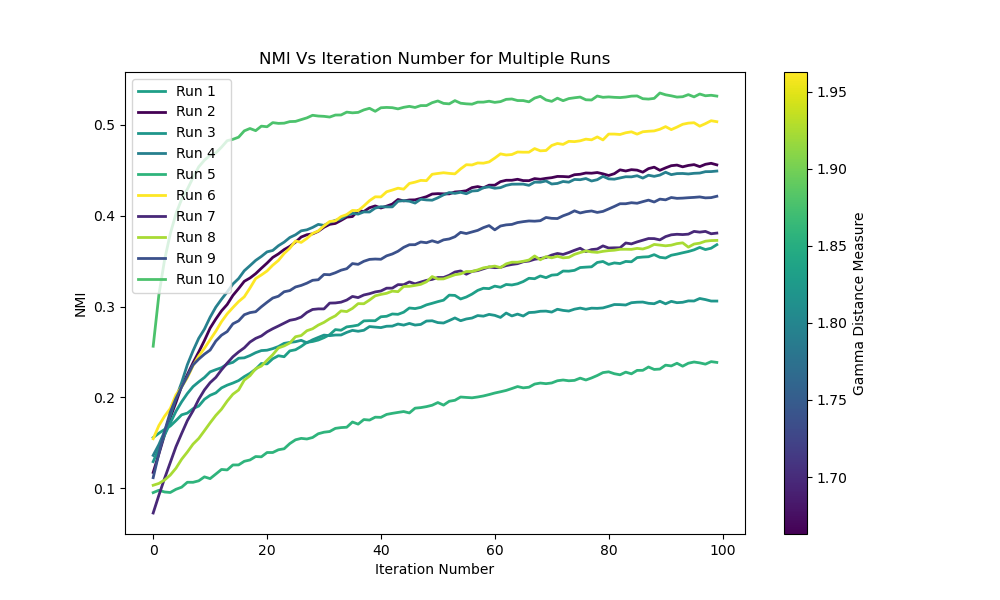 NMI Vs Iteration Number for Multiple Runs
Run 1
Run 2
Run 3
Run 4
Run 5
Run 6
Run 7
Run 8
Run 9
Run 10
0.5
0.4
0.3
0.2
0.1
NMI
0 20 40 60 80 100
Iteration Number
1.95
1.90
1.85
1.80
1.75
1.70
Gamma Distance Measure